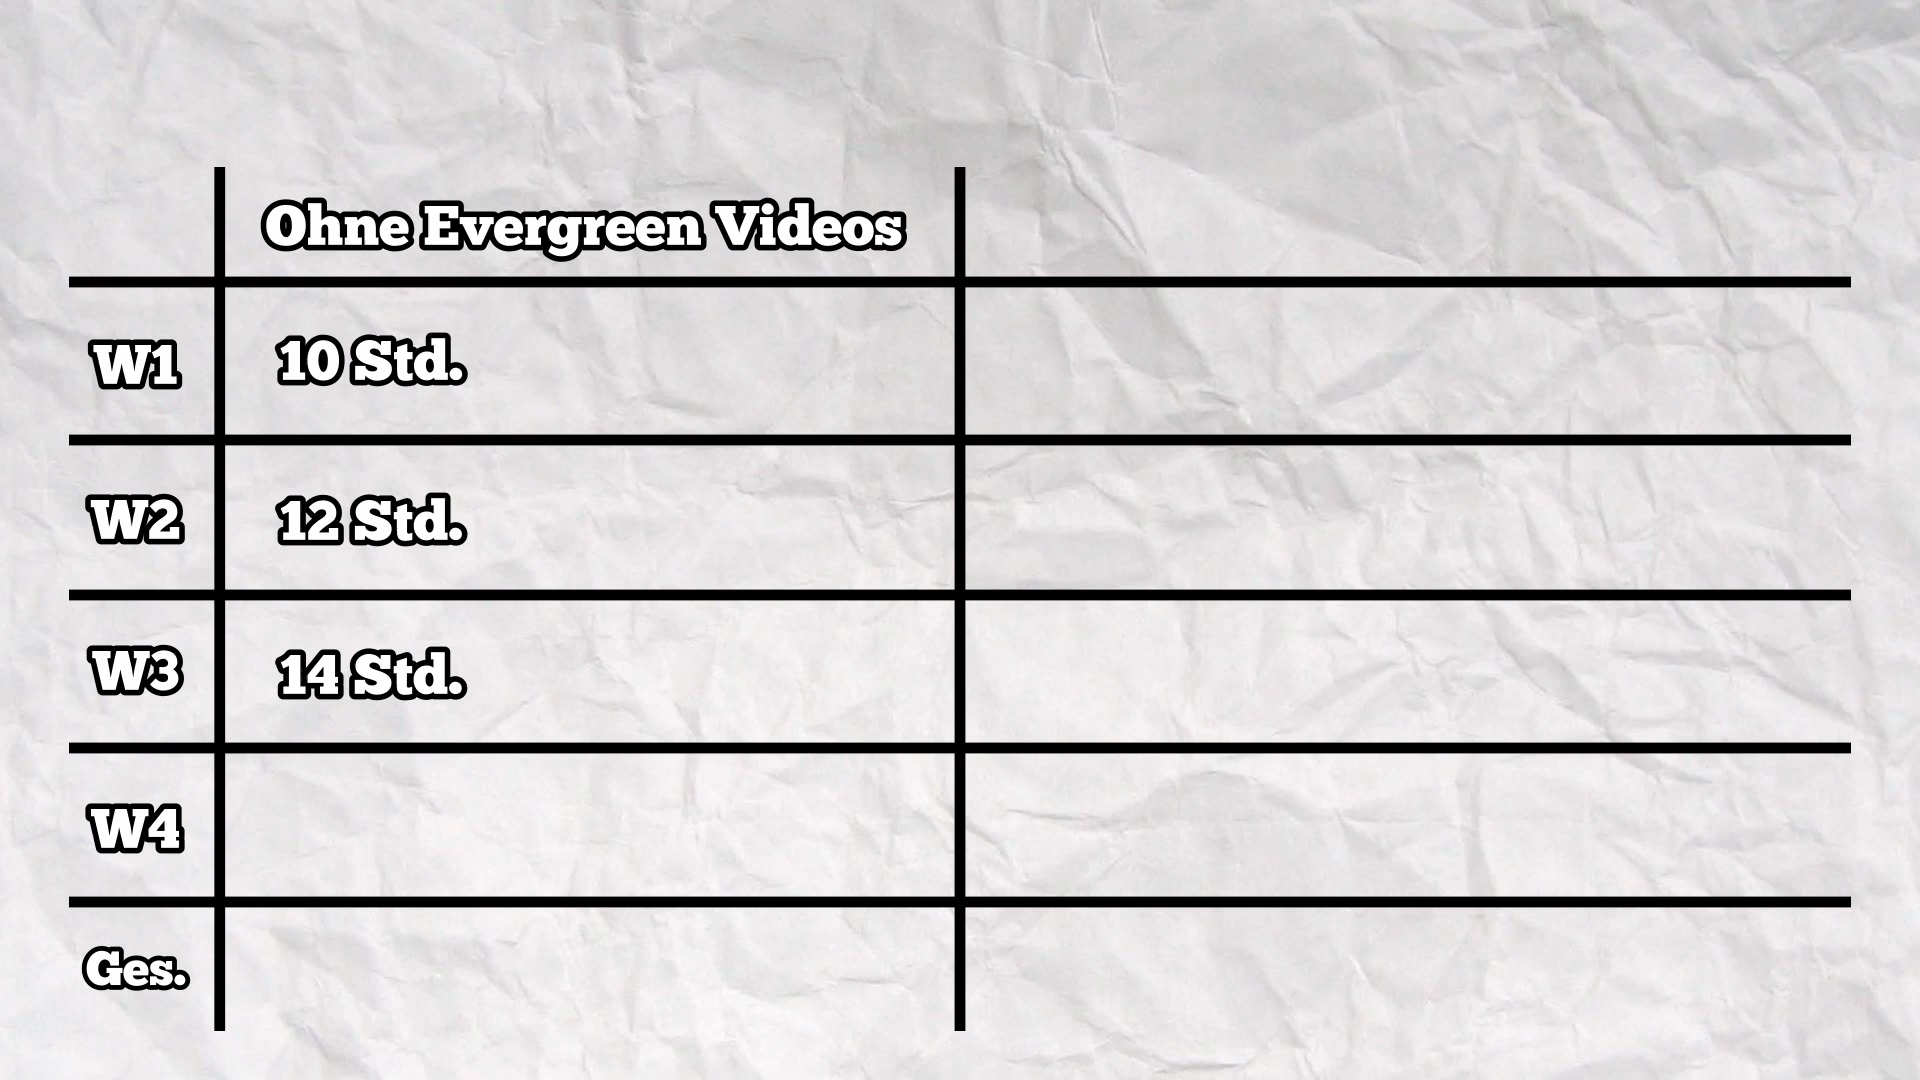 Ohne Evergreen Videos
W1 10 Std.
W2 12 Std.
W3 14 Std.
W4
Ges.